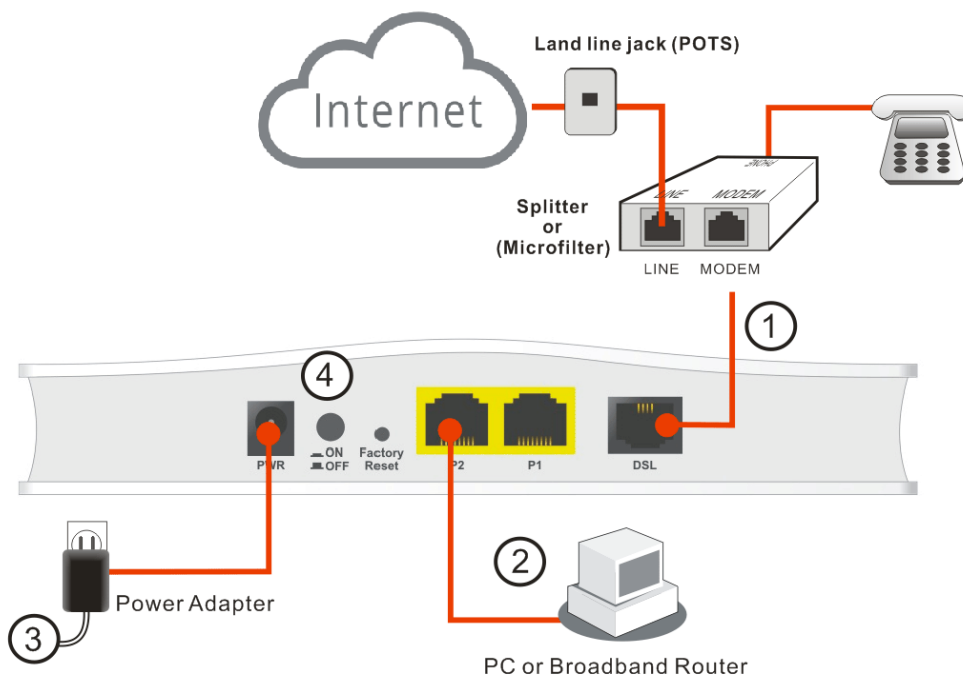 Land line jack (POTS)
Internet
PHONE
LINE MODEM
Splitter
or
(Microfilter)
LINE MODEM
1
4
PWR
ON
OFF
Factory
Reset
P2
P1
DSL
2
3
Power Adapter
PC or Broadband Router